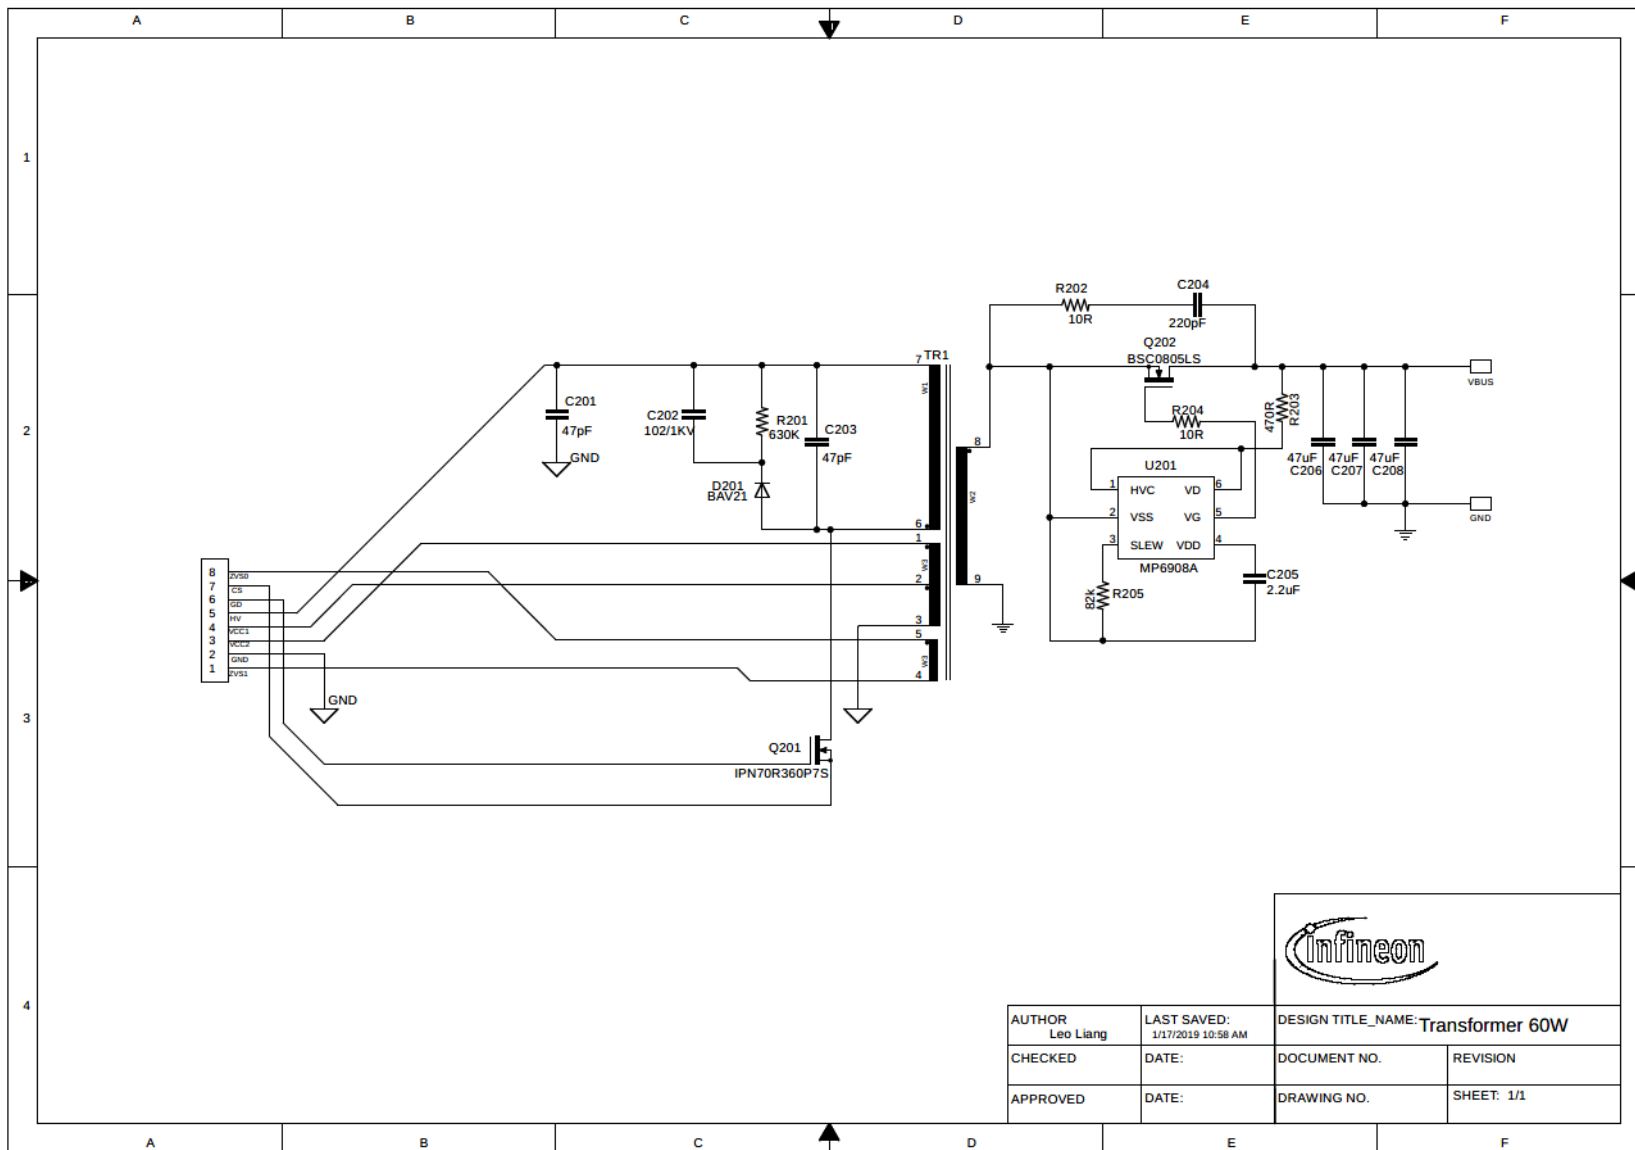 A B C D E F
1
R202
C204
10R
220pF
Q202
BSC0805LS
7 TR1
W1
VBUS
2
C201
47pF
GND
C202
102/1KV
R201
630K
C203
47pF
R204
10R
470R
R203
8
47uF 47uF 47uF
C206 C207 C208
U201
D201
BAV21
1 HVC VD 6
2 VSS VG 5
3 SLEW VDD 4
MP6908A
W2
GND
6
1
W3
2
9
C205
2.2uF
82k
R205
3
5
W3
4
8 ZVS0
7 CS
6 GD
5 HV
4 VCC1
3 VCC2
2 GND
1 ZVS1
GND
3
Q201
IPN70R360P7S
4
Infineon
AUTHOR
Leo Liang
LAST SAVED:
1/17/2019 10:58 AM
DESIGN TITLE_NAME: Transformer 60W
CHECKED
DATE:
DOCUMENT NO.
REVISION
APPROVED
DATE:
DRAWING NO.
SHEET: 1/1
A B C D E F